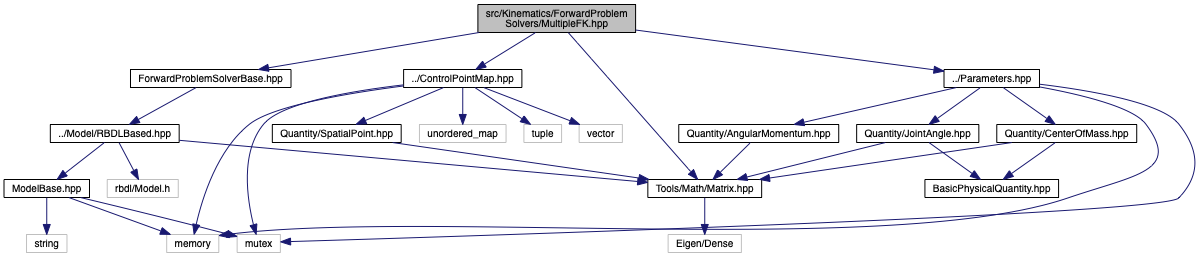 src/Kinematics/ForwardProblem
Solvers/MultipleFK.hpp
ForwardProblemSolverBase.hpp
../ControlPointMap.hpp
../Parameters.hpp
../Model/RBDLBased.hpp
Quantity/SpatialPoint.hpp
unordered_map
tuple
vector
Quantity/AngularMomentum.hpp
Quantity/JointAngle.hpp
Quantity/CenterOfMass.hpp
ModelBase.hpp
rbdl/Model.h
Tools/Math/Matrix.hpp
BasicPhysicalQuantity.hpp
string
memory
mutex
Eigen/Dense